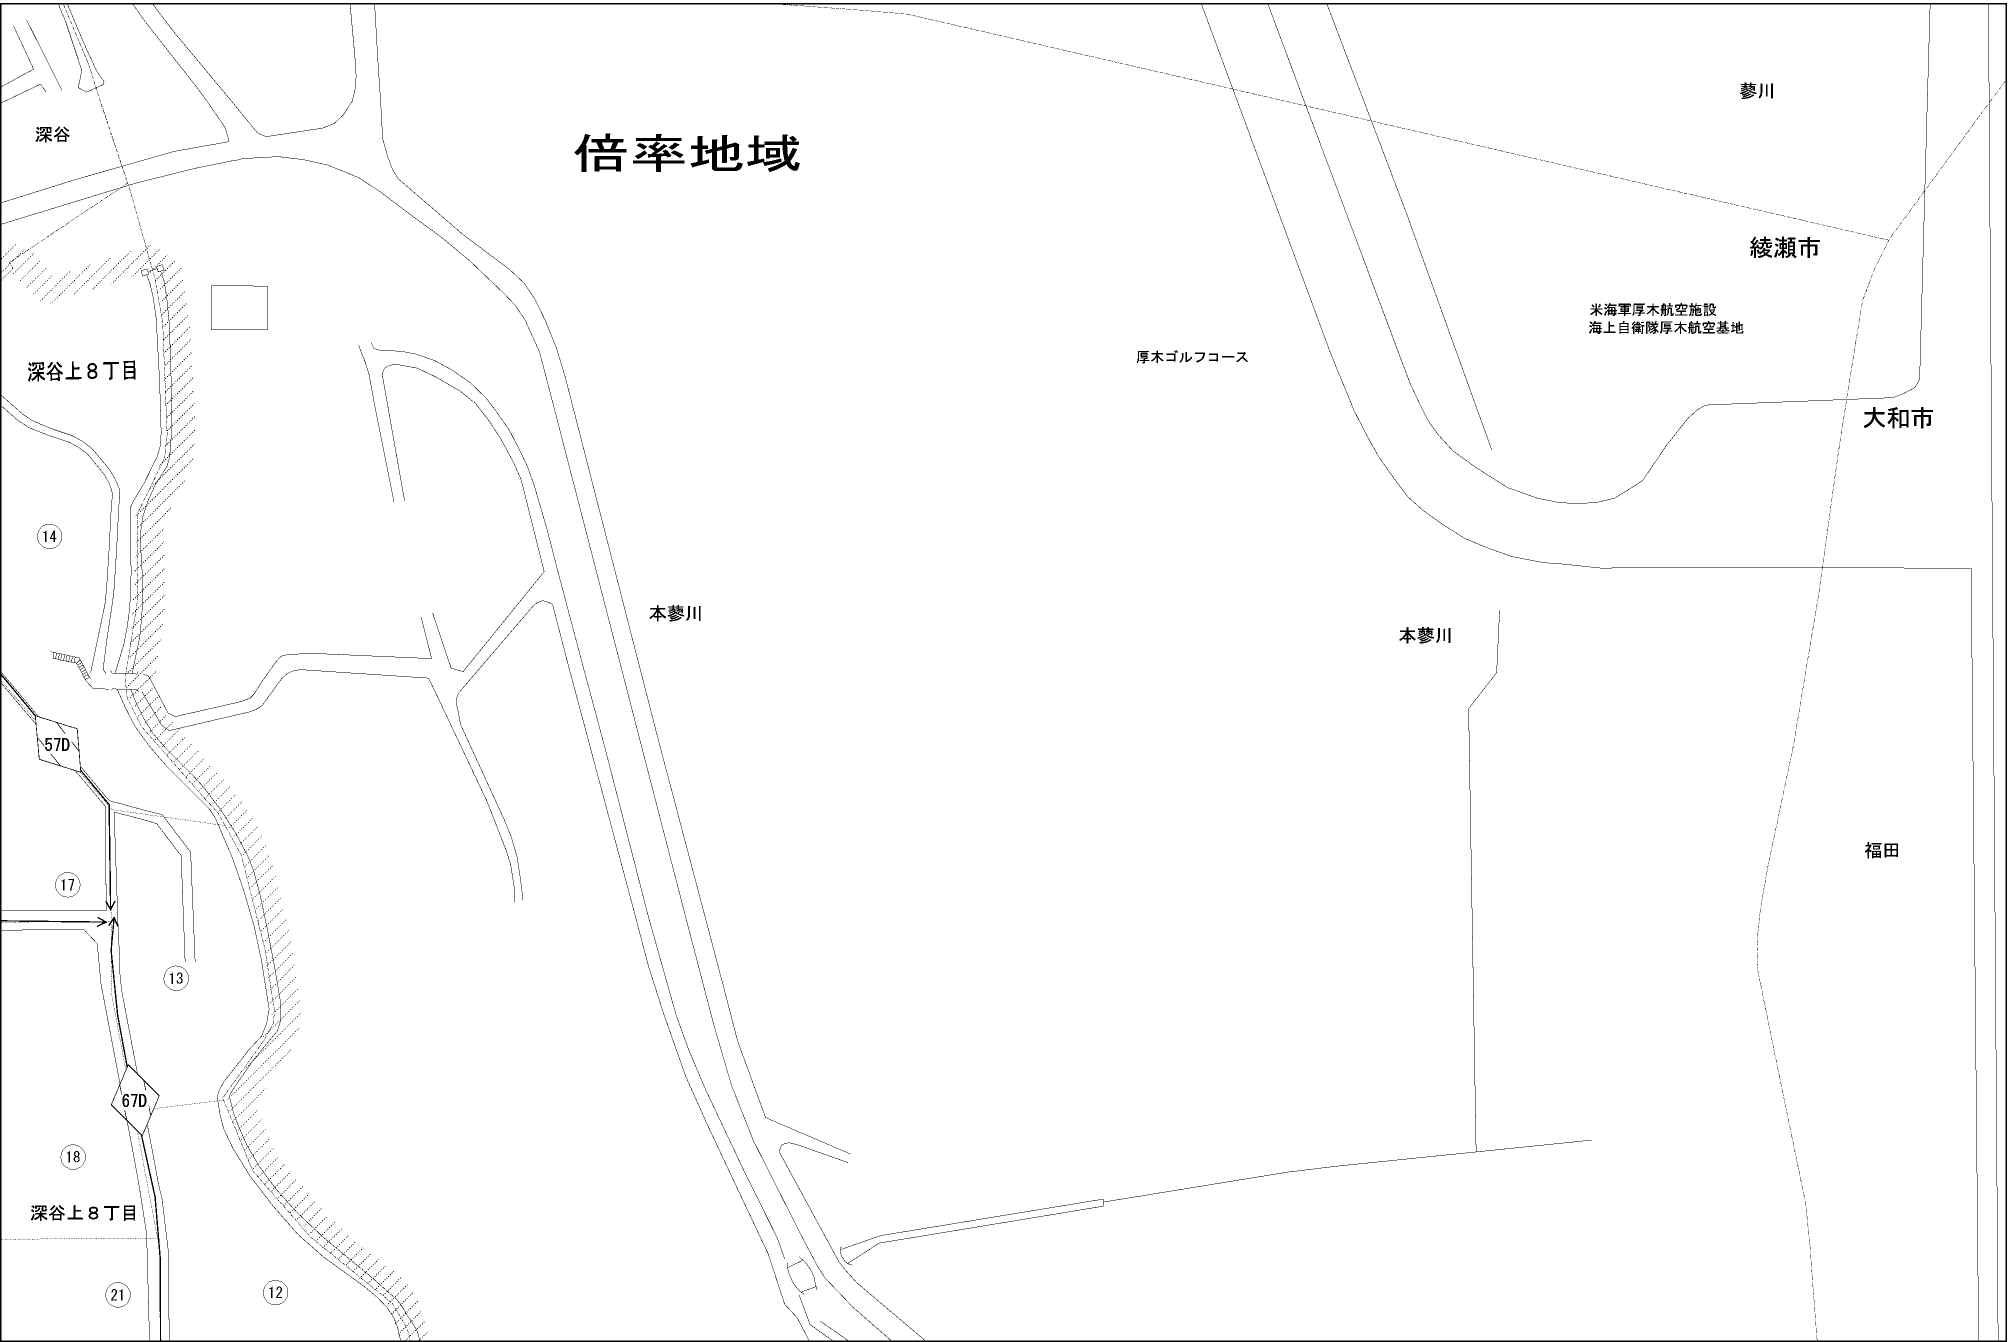 蓼川
深谷
倍率地域
綾瀬市
米海軍厚木航空施設
海上自衛隊厚木航空基地
厚木ゴルフコース
深谷上8丁目
大和市
14
本蓼川
本蓼川
57D
福田
17
13
67D
18
深谷上8丁目
21
12